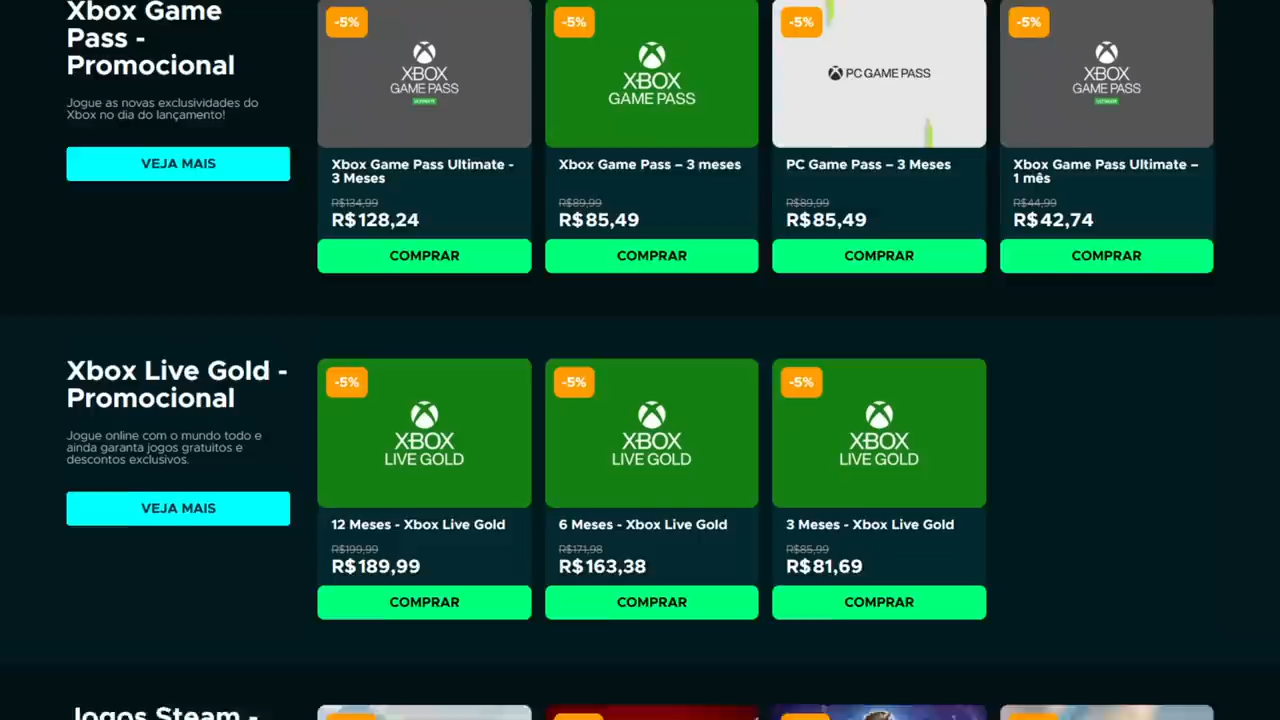 Xbox Game
Pass -
Promocional
Jogue as novas exclusividades do
Xbox no dia do lançamento!
VEJA MAIS
-5%
XBOX
GAME PASS
ULTIMATE
Xbox Game Pass Ultimate -
3 Meses
R$134,99
R$128,24
COMPRAR
-5%
XBOX
GAME PASS
Xbox Game Pass – 3 meses
R$89,99
R$85,49
COMPRAR
-5%
PC GAME PASS
PC Game Pass – 3 Meses
R$89,99
R$85,49
COMPRAR
-5%
XBOX
GAME PASS
ULTIMATE
Xbox Game Pass Ultimate –
1 mês
R$44,99
R$42,74
COMPRAR
Xbox Live Gold -
Promocional
Jogue online com o mundo todo e
ainda garanta jogos gratuitos e
descontos exclusivos.
VEJA MAIS
-5%
XBOX
LIVE GOLD
12 Meses - Xbox Live Gold
R$199,99
R$189,99
COMPRAR
-5%
XBOX
LIVE GOLD
6 Meses - Xbox Live Gold
R$171,98
R$163,38
COMPRAR
-5%
XBOX
LIVE GOLD
3 Meses - Xbox Live Gold
R$85,99
R$81,69
COMPRAR
Jogos Steam -